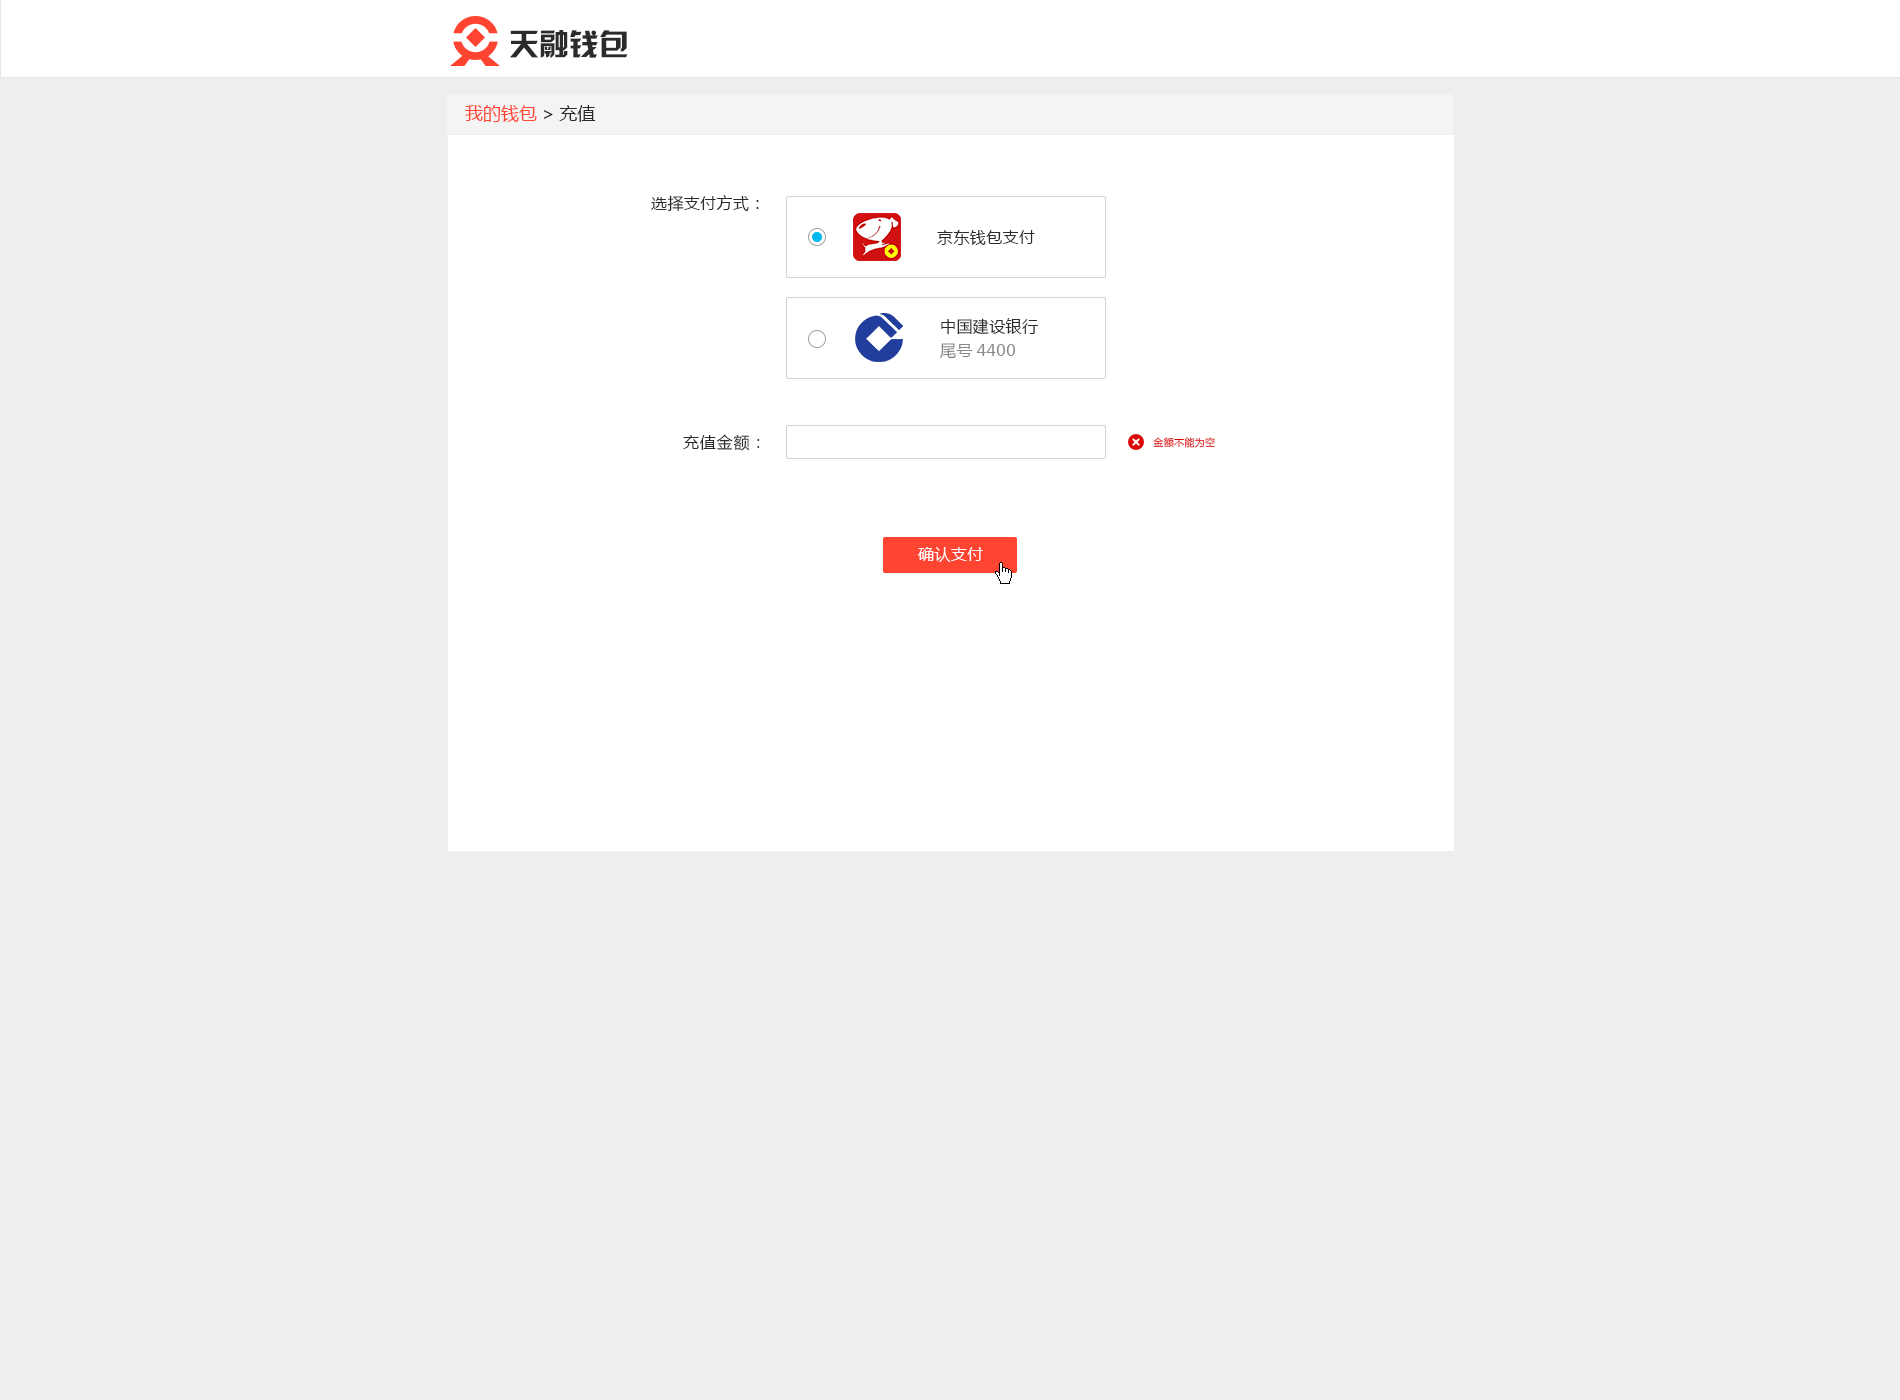 天融钱包
我的钱包 > 充值
选择支付方式：
京东钱包支付
中国建设银行
尾号 4400
充值金额：
金额不能为空
确认支付